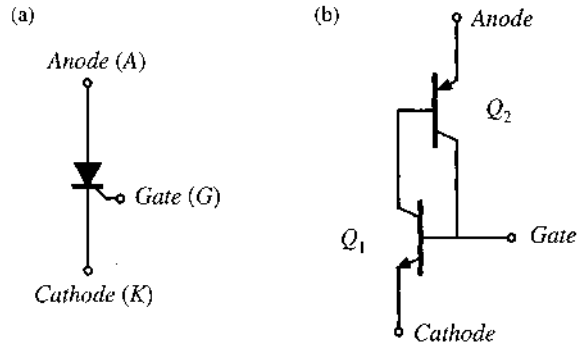 (a)
Anode (A)
Gate (G)
Cathode (K)
(b)
Anode
Q2
Q1
Gate
Cathode